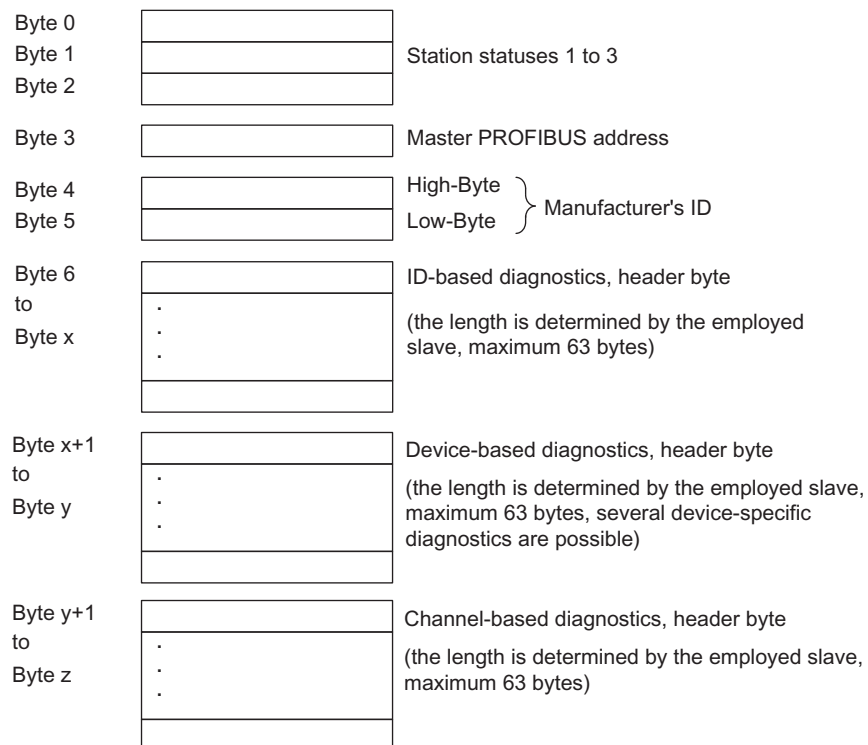 Byte 0
Byte 1
Station statuses 1 to 3
Byte 2
Byte 3
Master PROFIBUS address
Byte 4
High-Byte
Manufacturer's ID
Byte 5
Low-Byte
Byte 6
ID-based diagnostics, header byte
to
Byte x
(the length is determined by the employed
slave, maximum 63 bytes)
Byte x+1
Device-based diagnostics, header byte
to
Byte y
(the length is determined by the employed slave,
maximum 63 bytes, several device-specific
diagnostics are possible)
Byte y+1
Channel-based diagnostics, header byte
to
Byte z
(the length is determined by the employed slave,
maximum 63 bytes)